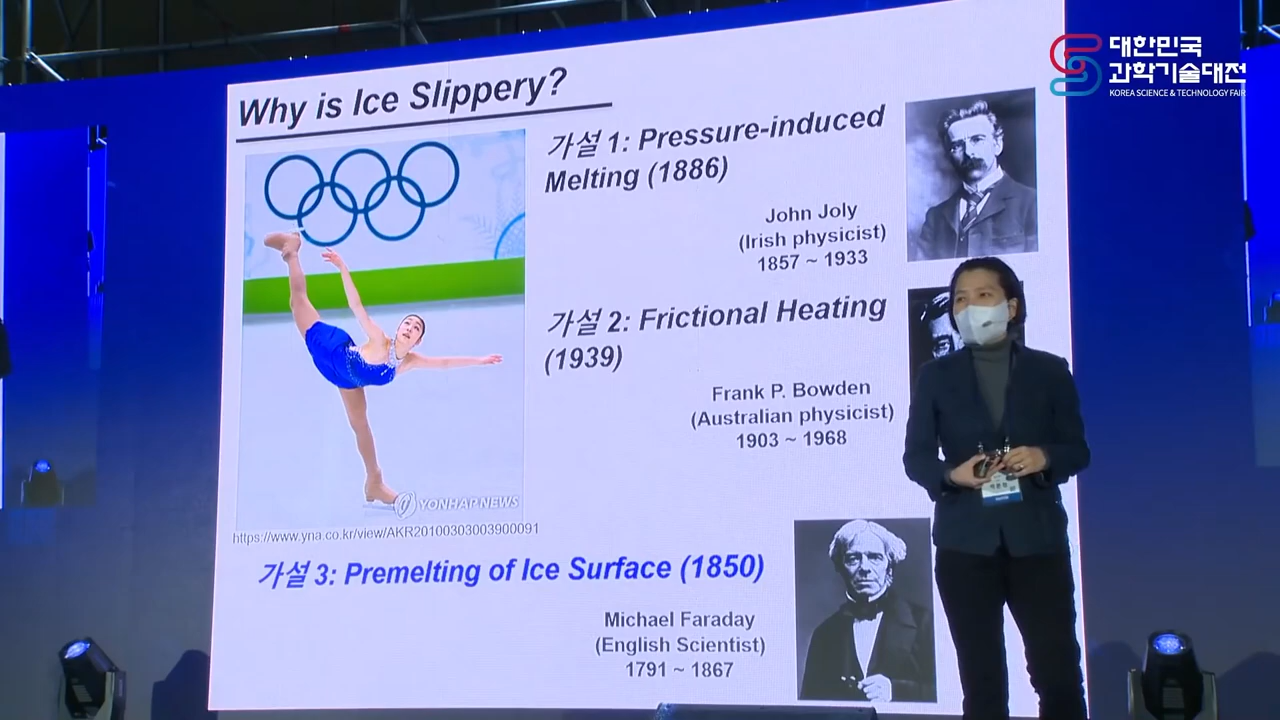 대한민국
과학기술대전
KOREA SCIENCE & TECHNOLOGY FAIR
Why is Ice Slippery?
가설 1: Pressure-induced
Melting (1886)
John Joly
(Irish physicist)
1857 ~ 1933
가설 2: Frictional Heating
(1939)
Frank P. Bowden
(Australian physicist)
1903 ~ 1968
YONHAP NEWS
https://www.yna.co.kr/view/AKR20100303003900091
가설 3: Premelting of Ice Surface (1850)
Michael Faraday
(English Scientist)
1791 ~ 1867